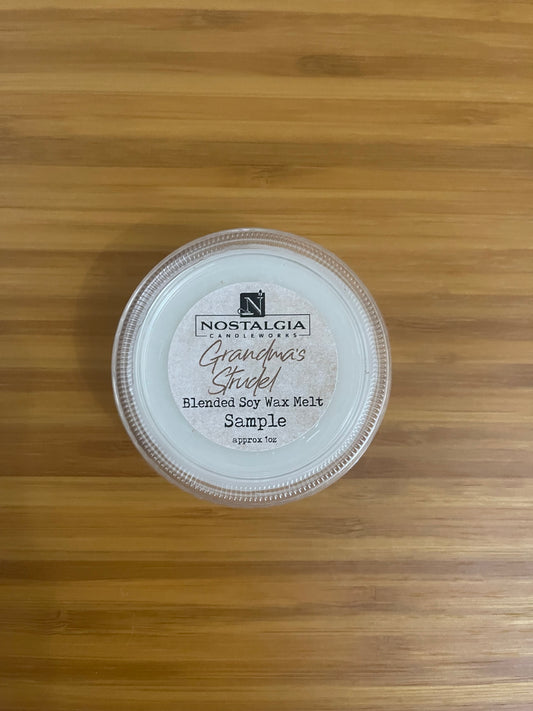 N
NOSTALGIA
CANDLEWORKS
Grandma's
Strudel
Blended Soy Wax Melt
Sample
approx 1oz